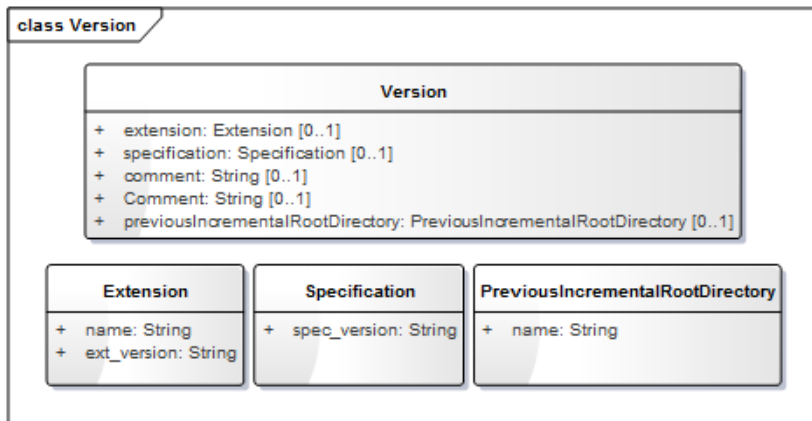 class Version
Version
+ extension: Extension [0..1]
+ specification: Specification [0..1]
+ comment: String [0..1]
+ Comment: String [0..1]
+ previousIncrementalRootDirectory: PreviousIncrementalRootDirectory [0..1]
Extension
+ name: String
+ ext_version: String
Specification
+ spec_version: String
PreviousIncrementalRootDirectory
+ name: String